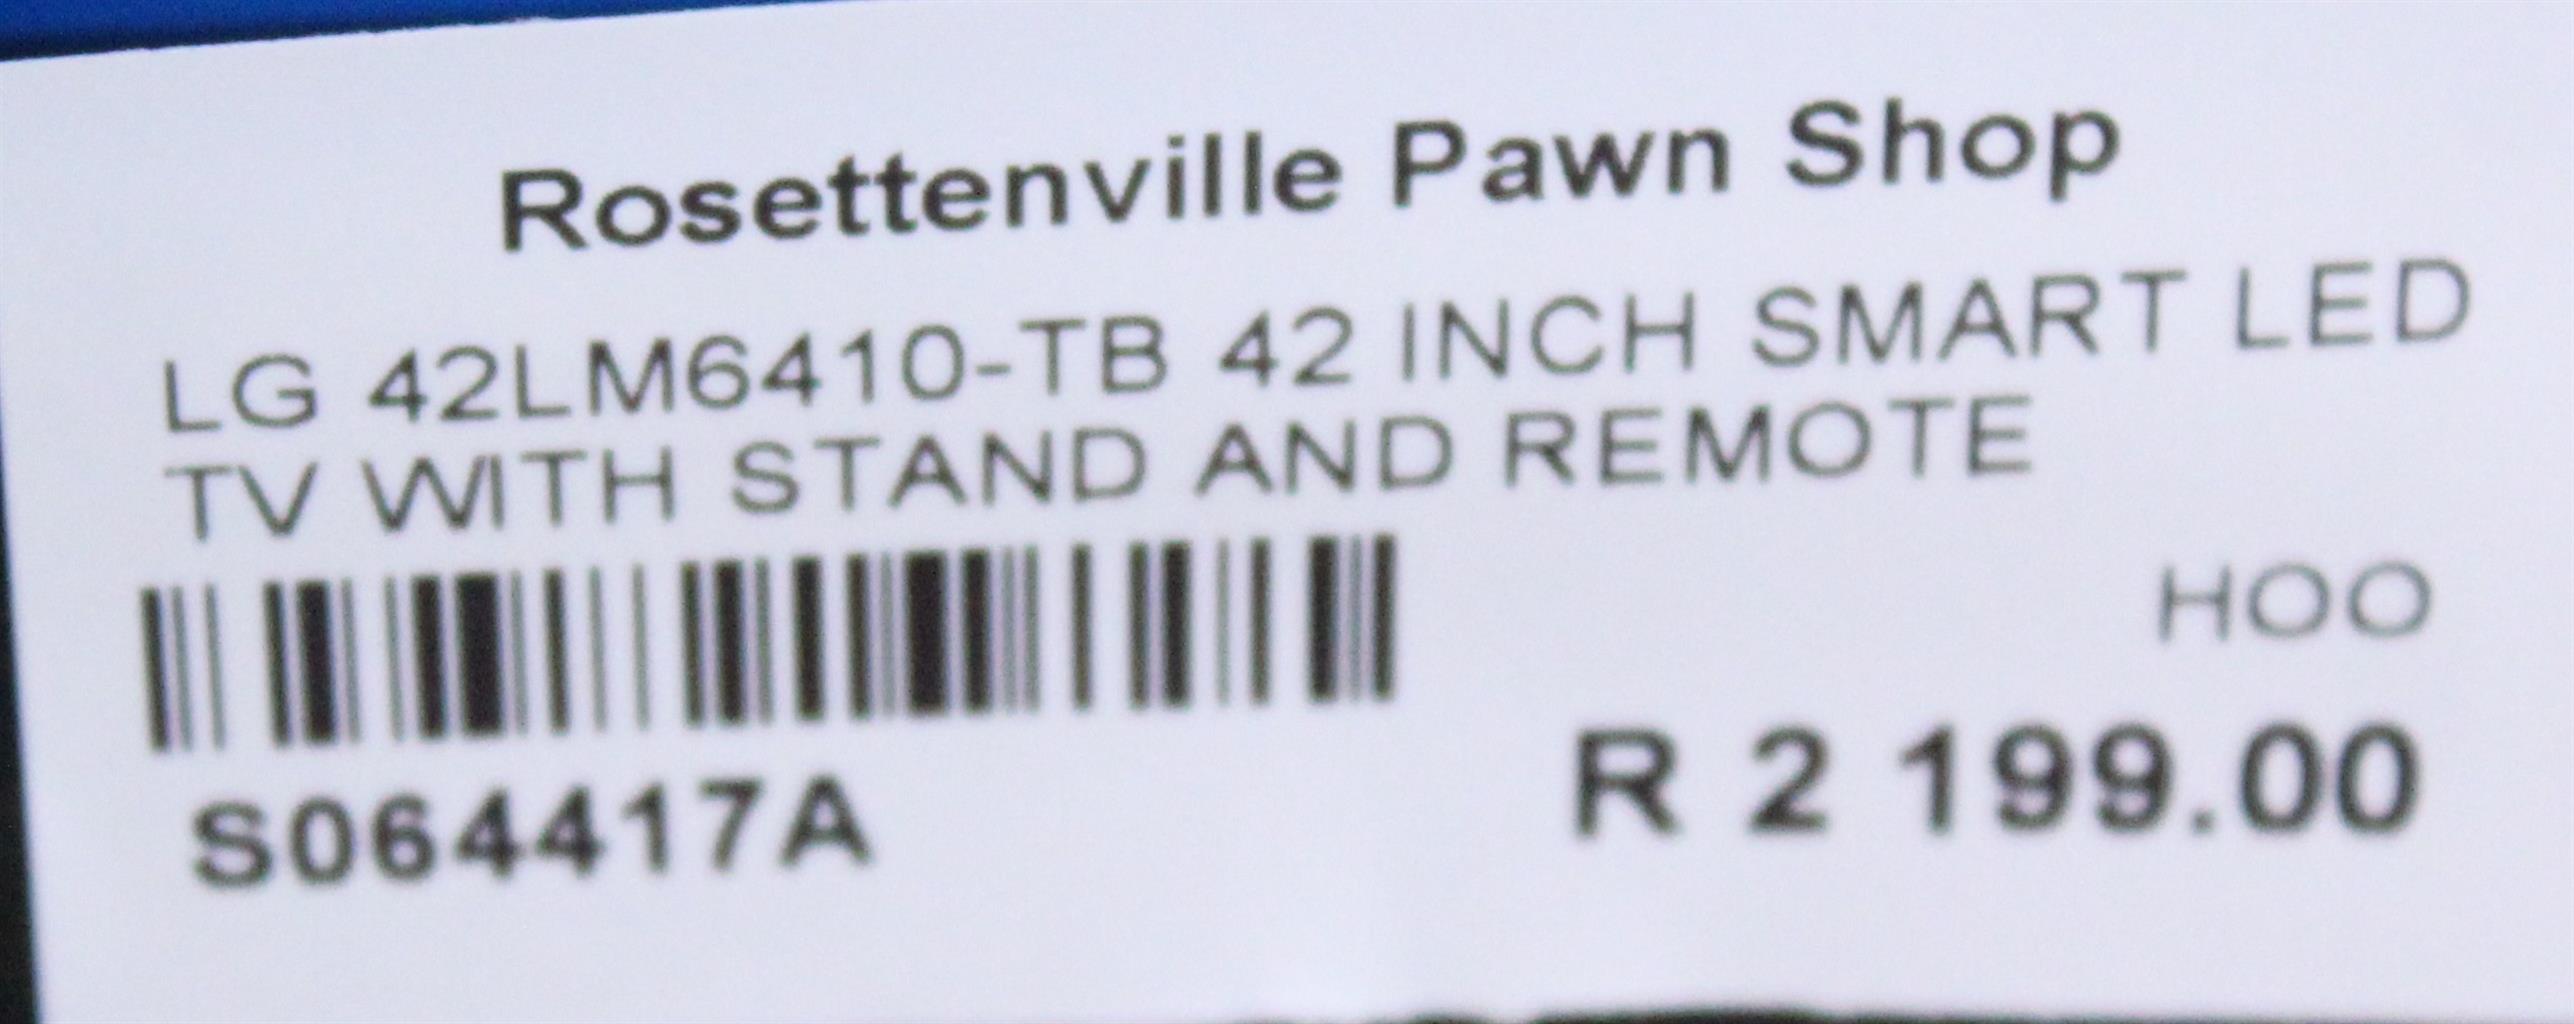 Rosettenville Pawn Shop
LG 42LM6410-TB 42 INCH SMART LED
TV WITH STAND AND REMOTE
HOO
S064417A
R 2 199.00